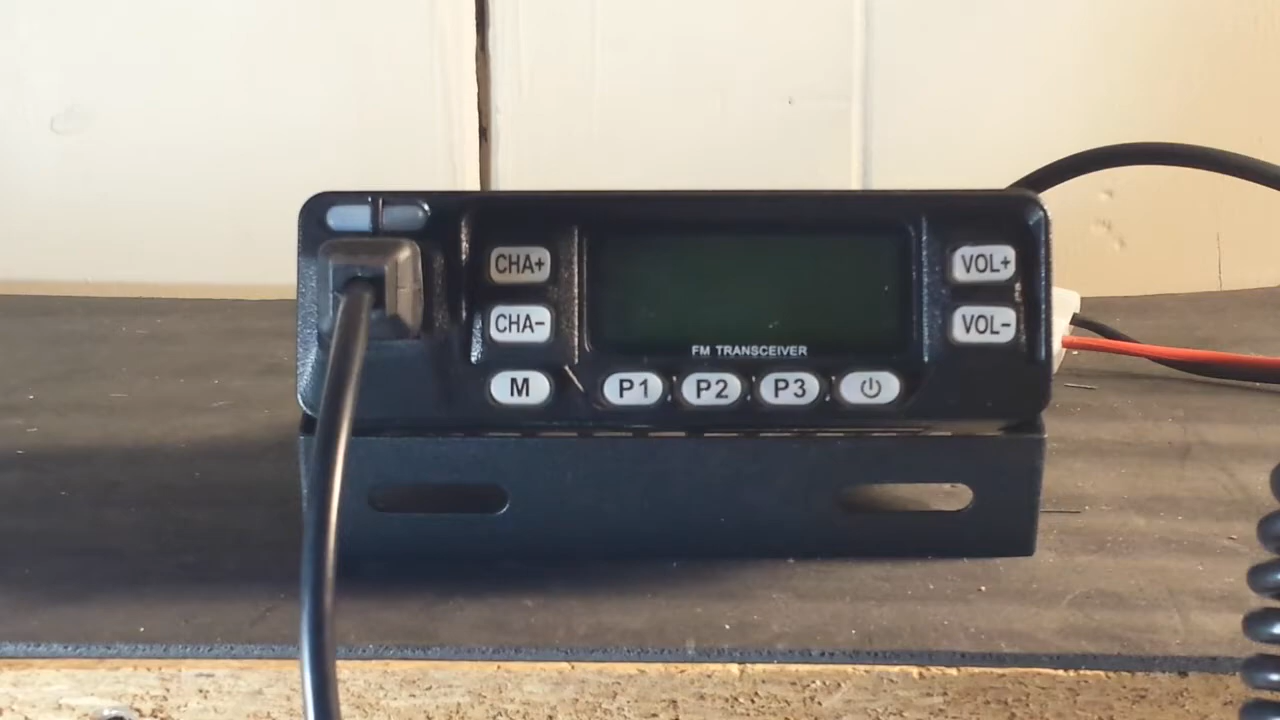 CHA+
VOL+
CHA−
VOL−
FM TRANSCEIVER
M P1 P2 P3